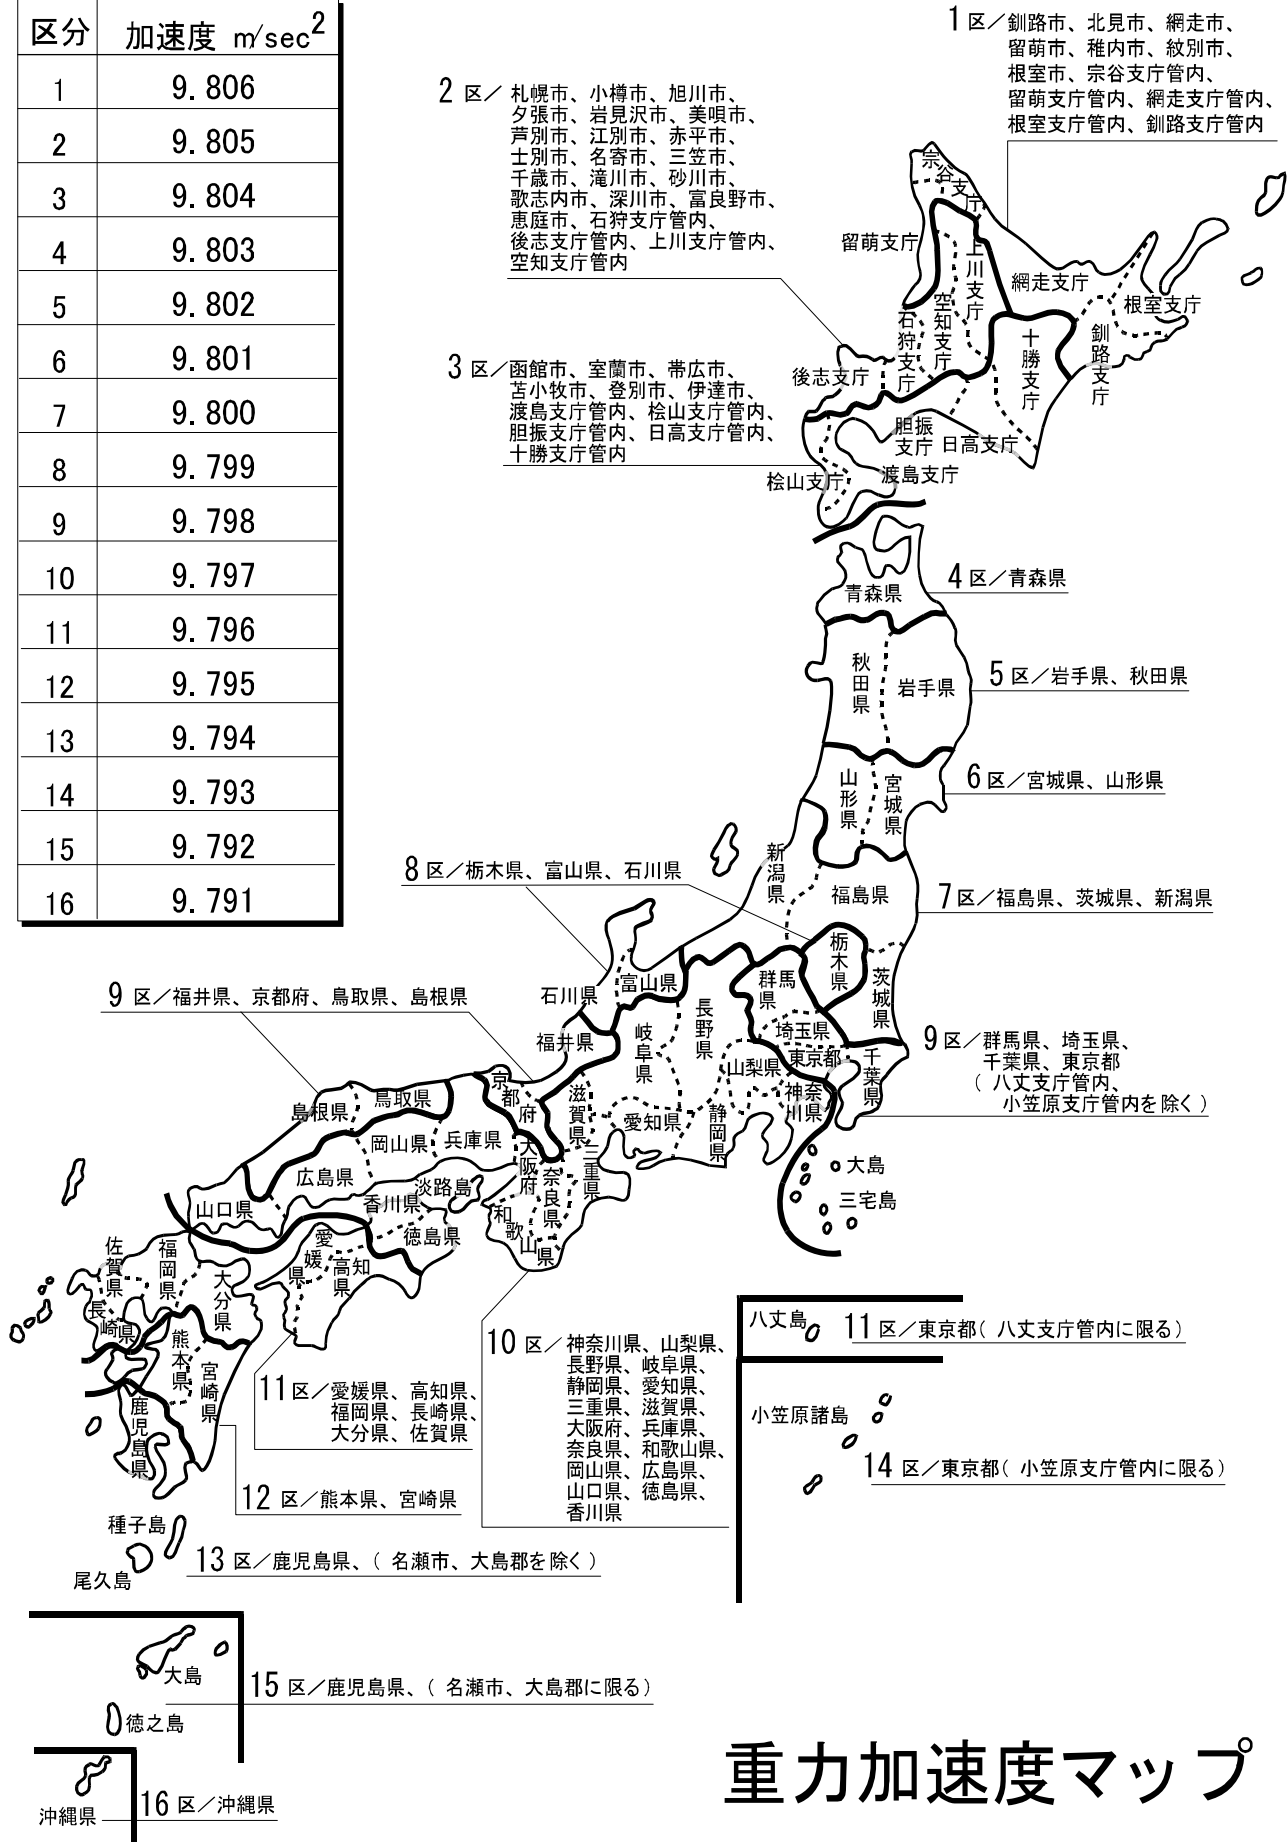 区分 加速度 m/sec2
1 9.806
2 9.805
3 9.804
4 9.803
5 9.802
6 9.801
7 9.800
8 9.799
9 9.798
10 9.797
11 9.796
12 9.795
13 9.794
14 9.793
15 9.792
16 9.791
1 区／釧路市、北見市、網走市、
留萌市、稚内市、紋別市、
根室市、宗谷支庁管内、
留萌支庁管内、網走支庁管内、
根室支庁管内、釧路支庁管内
2 区／札幌市、小樽市、旭川市、
夕張市、岩見沢市、美唄市、
芦別市、江別市、赤平市、
士別市、名寄市、三笠市、
千歳市、滝川市、砂川市、
歌志内市、深川市、富良野市、
恵庭市、石狩支庁管内、
後志支庁管内、上川支庁管内、
空知支庁管内
3 区／函館市、室蘭市、帯広市、
苫小牧市、登別市、伊達市、
渡島支庁管内、桧山支庁管内、
胆振支庁管内、日高支庁管内、
十勝支庁管内
宗谷支庁
留萌支庁
上川支庁
網走支庁
根室支庁
空知支庁
石狩支庁
十勝支庁
釧路支庁
後志支庁
胆振
支庁
日高支庁
桧山支庁
渡島支庁
青森県
4 区／青森県
秋田県
岩手県
5 区／岩手県、秋田県
山形県
宮城県
6 区／宮城県、山形県
新潟県
福島県
7 区／福島県、茨城県、新潟県
8 区／栃木県、富山県、石川県
栃木県
茨城県
群馬
県
石川県
富山県
長野県
埼玉県
9 区／福井県、京都府、鳥取県、島根県
福井県
岐阜県
山梨県
東京都
千葉県
9 区／群馬県、埼玉県、
千葉県、東京都
( 八丈支庁管内、
小笠原支庁管内を除く )
神奈
川県
京都府
滋賀県
愛知県
静岡県
島根県
鳥取県
岡山県
兵庫県
大阪府
奈良県
三重県
広島県
淡路島
山口県
香川県
徳島県
和歌山県
愛媛県
高知
県
大島
三宅島
佐賀県
福岡県
大分県
長崎県
熊本県
宮崎県
鹿児島県
八丈島
11 区／東京都( 八丈支庁管内に限る )
10 区／神奈川県、山梨県、
長野県、岐阜県、
静岡県、愛知県、
三重県、滋賀県、
大阪府、兵庫県、
奈良県、和歌山県、
岡山県、広島県、
山口県、徳島県、
香川県
11 区／愛媛県、高知県、
福岡県、長崎県、
大分県、佐賀県
小笠原諸島
14 区／東京都( 小笠原支庁管内に限る )
12 区／熊本県、宮崎県
種子島
尾久島
13 区／鹿児島県、( 名瀬市、大島郡を除く )
大島
15 区／鹿児島県、( 名瀬市、大島郡に限る )
徳之島
沖縄県
16 区／沖縄県
重力加速度マップ